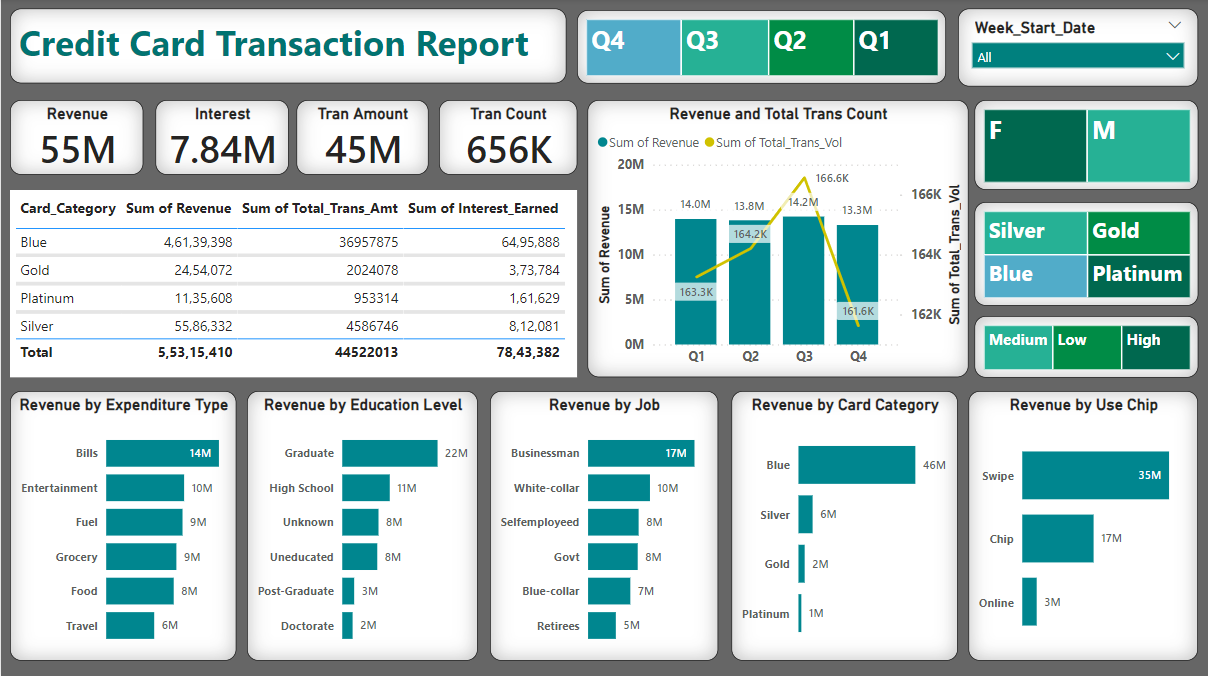 Credit Card Transaction Report
Q4 Q3 Q2 Q1
Week_Start_Date
All
Revenue
55M
Interest
7.84M
Tran Amount
45M
Tran Count
656K
Card_Category Sum of Revenue Sum of Total_Trans_Amt Sum of Interest_Earned
Blue 4,61,39,398 36957875 64,95,888
Gold 24,54,072 2024078 3,73,784
Platinum 11,35,608 953314 1,61,629
Silver 55,86,332 4586746 8,12,081
Total 5,53,15,410 44522013 78,43,382
Revenue and Total Trans Count
Sum of Revenue Sum of Total_Trans_Vol
Sum of Revenue
20M
15M
10M
5M
0M
14.0M 13.8M 14.2M 13.3M
163.3K 164.2K 166.6K 161.6K
Q1 Q2 Q3 Q4
166K
164K
162K
Sum of Total_Trans_Vol
F M
Silver Gold
Blue Platinum
Medium Low High
Revenue by Expenditure Type
Bills 14M
Entertainment 10M
Fuel 9M
Grocery 9M
Food 8M
Travel 6M
Revenue by Education Level
Graduate 22M
High School 11M
Unknown 8M
Uneducated 8M
Post-Graduate 3M
Doctorate 2M
Revenue by Job
Businessman 17M
White-collar 10M
Selfemployeed 8M
Govt 8M
Blue-collar 7M
Retirees 5M
Revenue by Card Category
Blue 46M
Silver 6M
Gold 2M
Platinum 1M
Revenue by Use Chip
Swipe 35M
Chip 17M
Online 3M